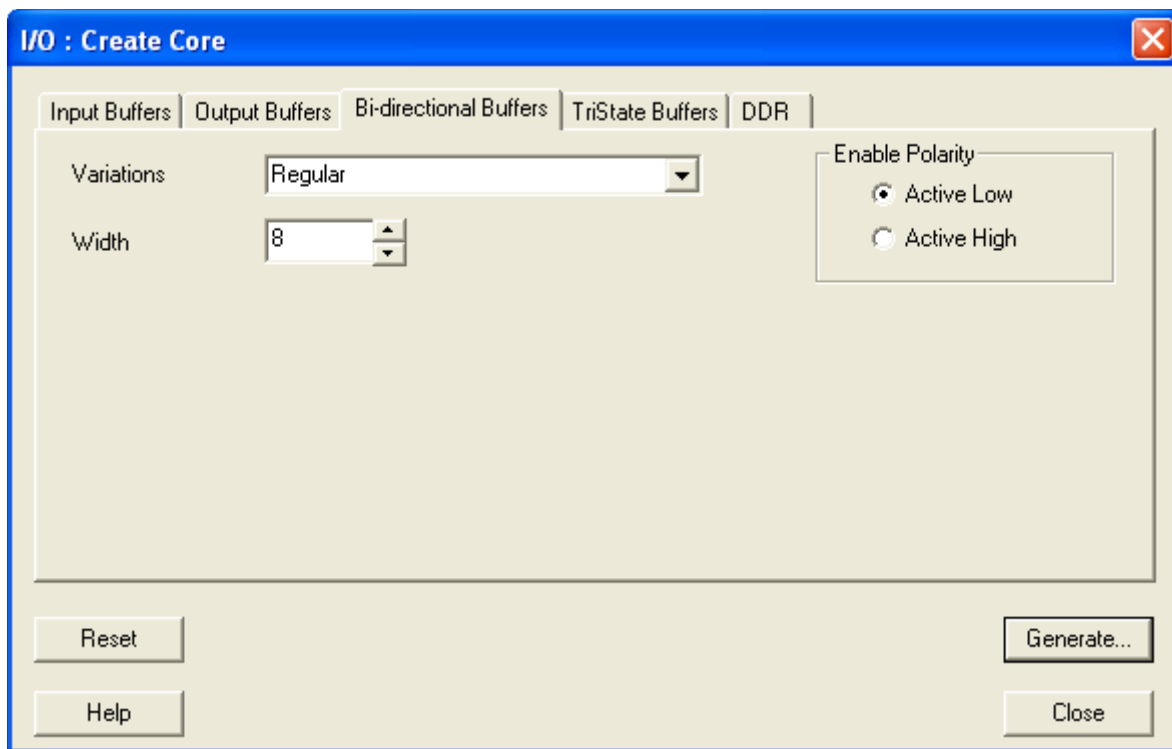 I/O : Create Core
Input Buffers
Output Buffers
Bi-directional Buffers
TriState Buffers
DDR
Variations
Regular
Width
8
Enable Polarity
Active Low
Active High
Reset
Generate...
Help
Close